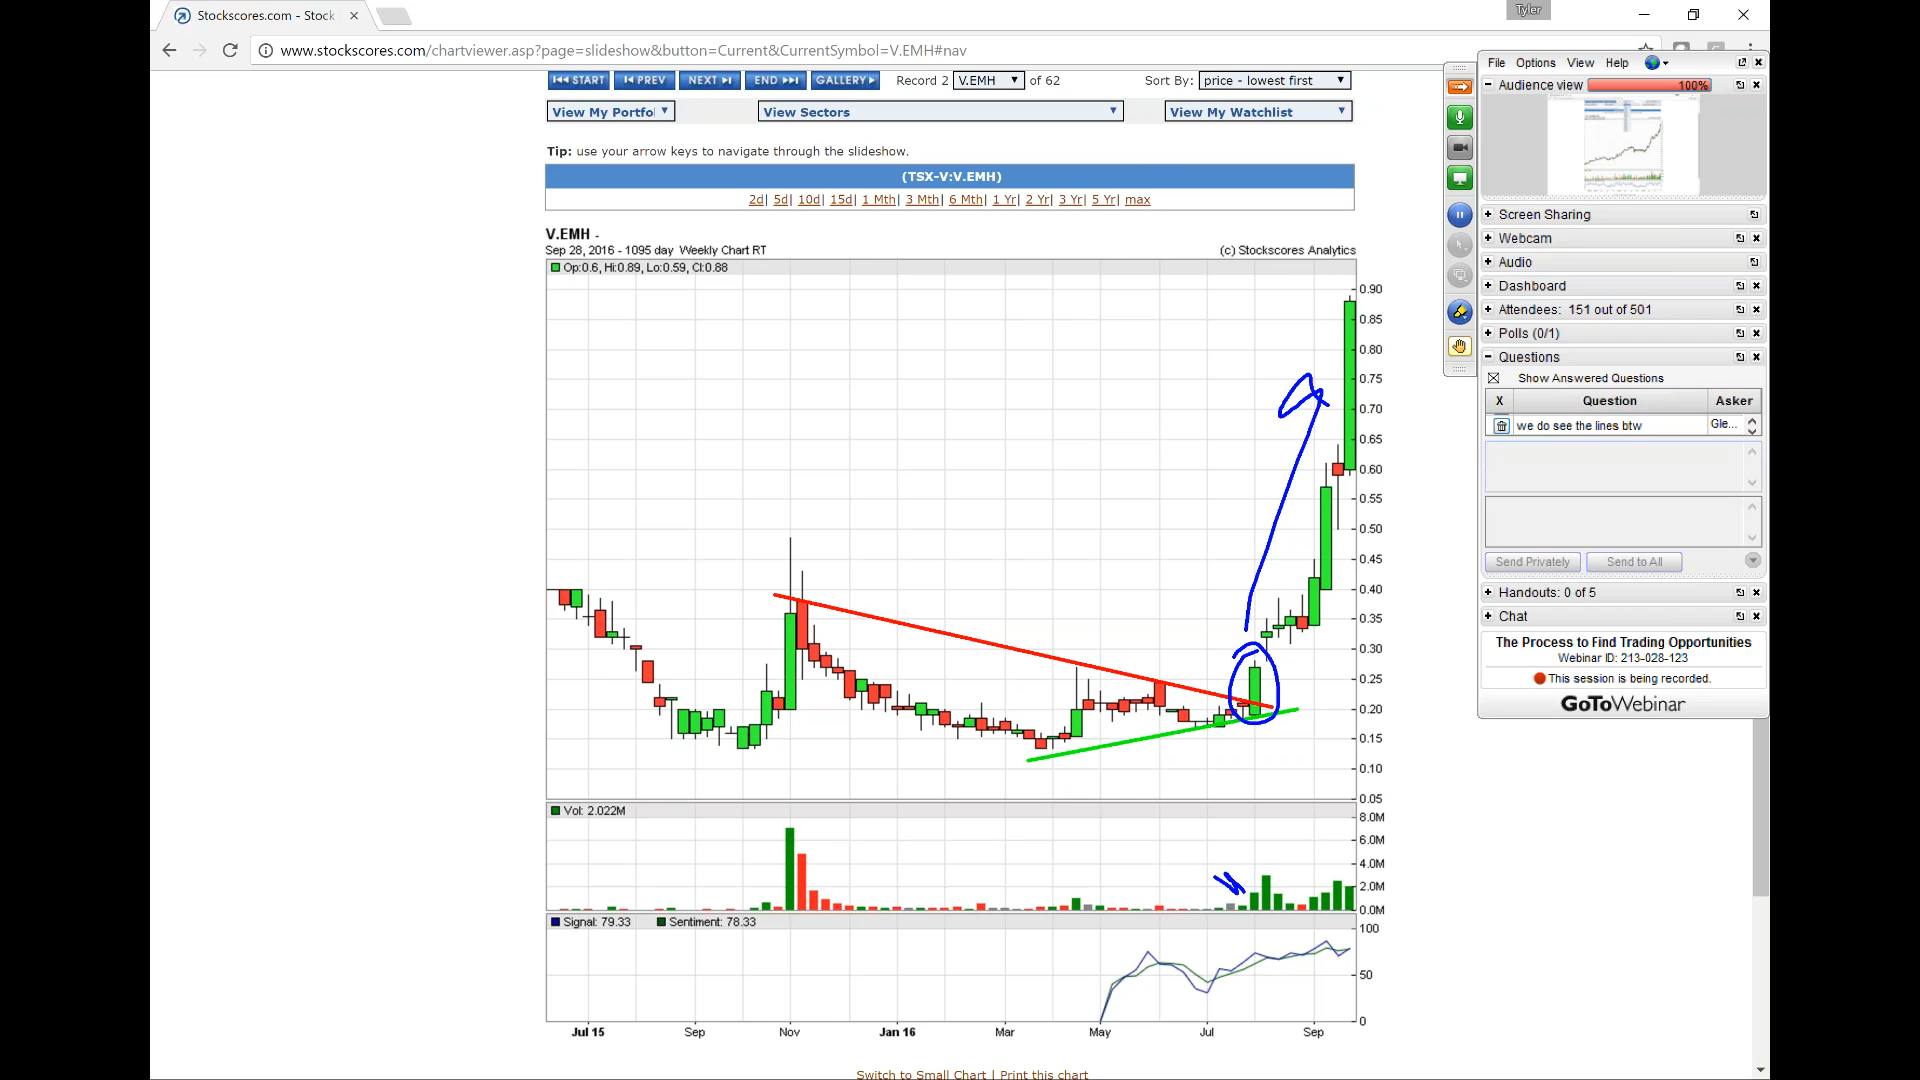 Stockscores.com - Stock
Tyler
www.stockscores.com/chartviewer.asp?page=slideshow&button=Current&CurrentSymbol=V.EMH#nav
START PREV NEXT END GALLERY Record 2 V.EMH of 62 Sort By: price - lowest first
View My Portfo View Sectors View My Watchlist
Tip: use your arrow keys to navigate through the slideshow.
(TSX-V:V.EMH)
2d| 5d| 10d| 15d| 1 Mth| 3 Mth| 6 Mth| 1 Yr| 2 Yr| 3 Yr| 5 Yr| max
V.EMH -
Sep 28, 2016 - 1095 day Weekly Chart RT (c) Stockscores Analytics
Op:0.6, Hi:0.89, Lo:0.59, Cl:0.88
0.90
0.85
0.80
0.75
0.70
0.65
0.60
0.55
0.50
0.45
0.40
0.35
0.30
0.25
0.20
0.15
0.10
0.05
Vol: 2.022M
8.0M
6.0M
4.0M
2.0M
0.0M
Signal: 79.33 Sentiment: 78.33
100
50
0
Jul 15 Sep Nov Jan 16 Mar May Jul Sep
Switch to Small Chart | Print this chart
File Options View Help
Audience view 100%
Screen Sharing
Webcam
Audio
Dashboard
Attendees: 151 out of 501
Polls (0/1)
Questions
Show Answered Questions
X Question Asker
we do see the lines btw Gle...
Send Privately Send to All
Handouts: 0 of 5
Chat
The Process to Find Trading Opportunities
Webinar ID: 213-028-123
This session is being recorded.
GoToWebinar